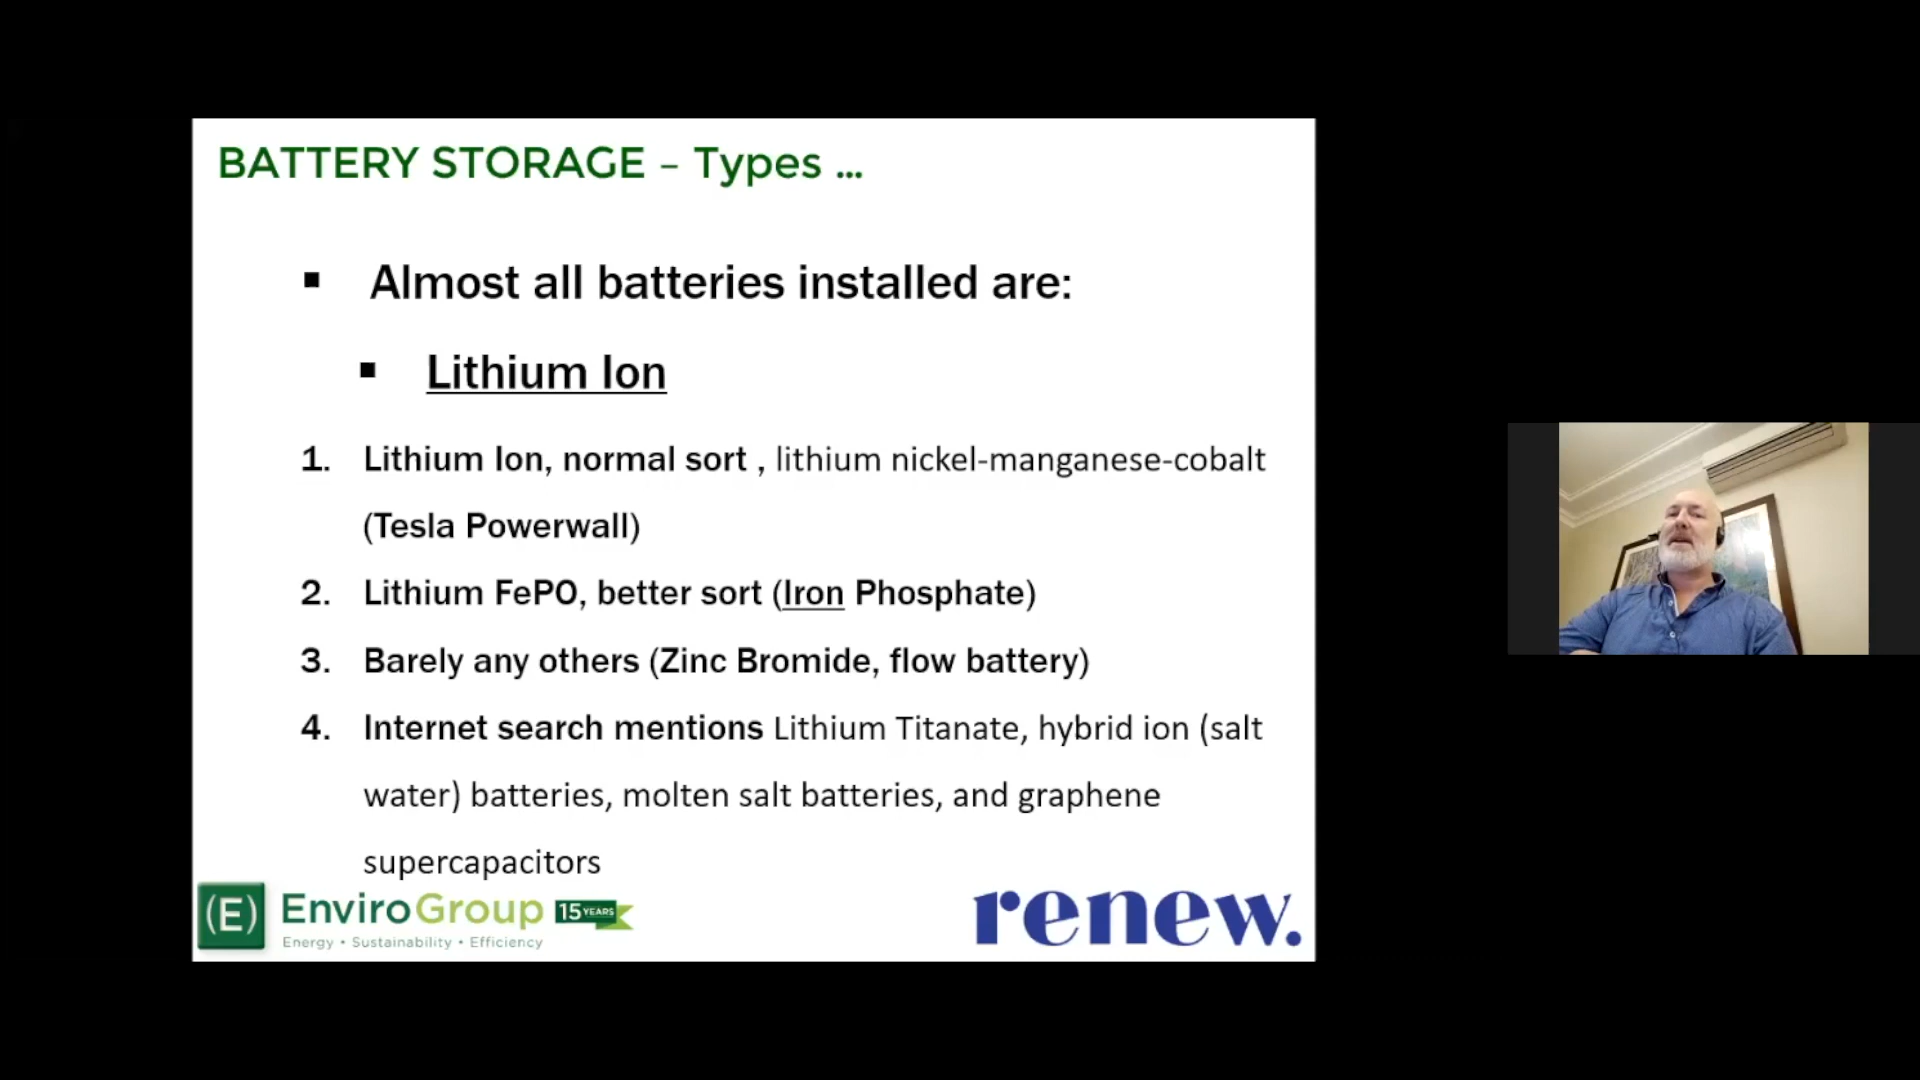 BATTERY STORAGE – Types ...
▪ Almost all batteries installed are:
▪ Lithium Ion
1. Lithium Ion, normal sort , lithium nickel-manganese-cobalt
(Tesla Powerwall)
2. Lithium FePO, better sort (Iron Phosphate)
3. Barely any others (Zinc Bromide, flow battery)
4. Internet search mentions Lithium Titanate, hybrid ion (salt
water) batteries, molten salt batteries, and graphene
supercapacitors
(E) EnviroGroup 15 YEARS
Energy • Sustainability • Efficiency
renew.